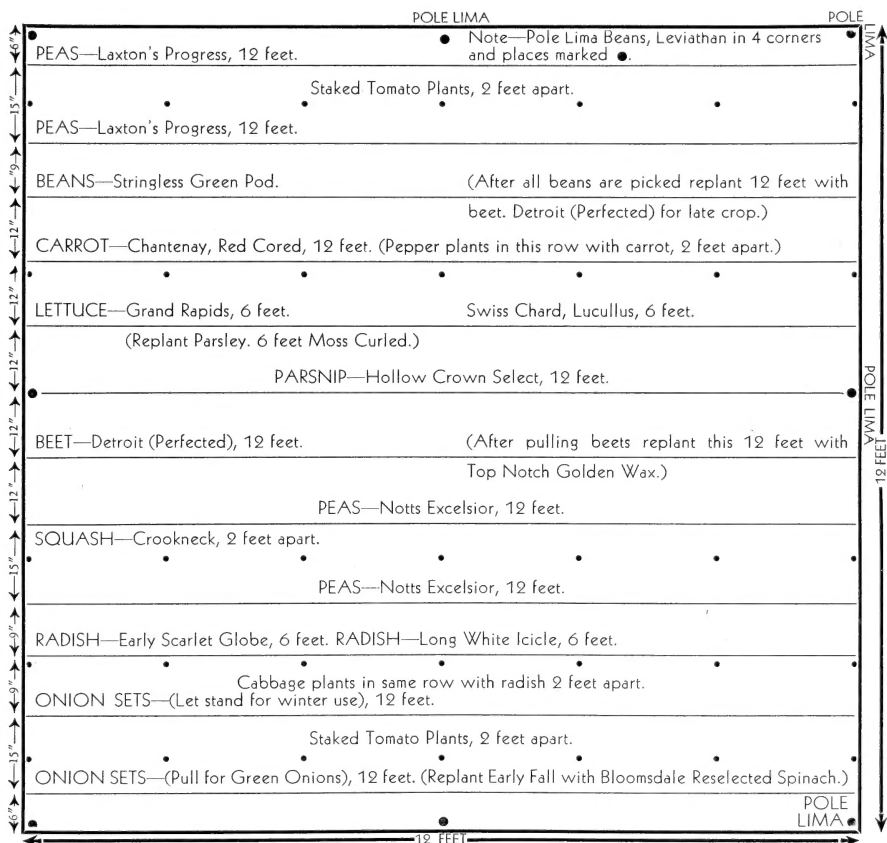 POLE LIMA
POLE
LIMA
Note—Pole Lima Beans, Leviathan in 4 corners
and places marked ●.
6"
PEAS—Laxton's Progress, 12 feet.
15"
Staked Tomato Plants, 2 feet apart.
PEAS—Laxton's Progress, 12 feet.
9"
BEANS—Stringless Green Pod.
(After all beans are picked replant 12 feet with
beet. Detroit (Perfected) for late crop.)
12"
CARROT—Chantenay, Red Cored, 12 feet. (Pepper plants in this row with carrot, 2 feet apart.)
12"
LETTUCE—Grand Rapids, 6 feet.
Swiss Chard, Lucullus, 6 feet.
12"
(Replant Parsley. 6 feet Moss Curled.)
PARSNIP—Hollow Crown Select, 12 feet.
POLE LIMA
12 FEET
12"
BEET—Detroit (Perfected), 12 feet.
(After pulling beets replant this 12 feet with
Top Notch Golden Wax.)
12"
PEAS—Notts Excelsior, 12 feet.
15"
SQUASH—Crookneck, 2 feet apart.
PEAS—Notts Excelsior, 12 feet.
9"
RADISH—Early Scarlet Globe, 6 feet. RADISH—Long White Icicle, 6 feet.
9"
Cabbage plants in same row with radish 2 feet apart.
ONION SETS—(Let stand for winter use), 12 feet.
15"
Staked Tomato Plants, 2 feet apart.
ONION SETS—(Pull for Green Onions), 12 feet. (Replant Early Fall with Bloomsdale Reselected Spinach.)
6"
POLE
LIMA
12 FEET